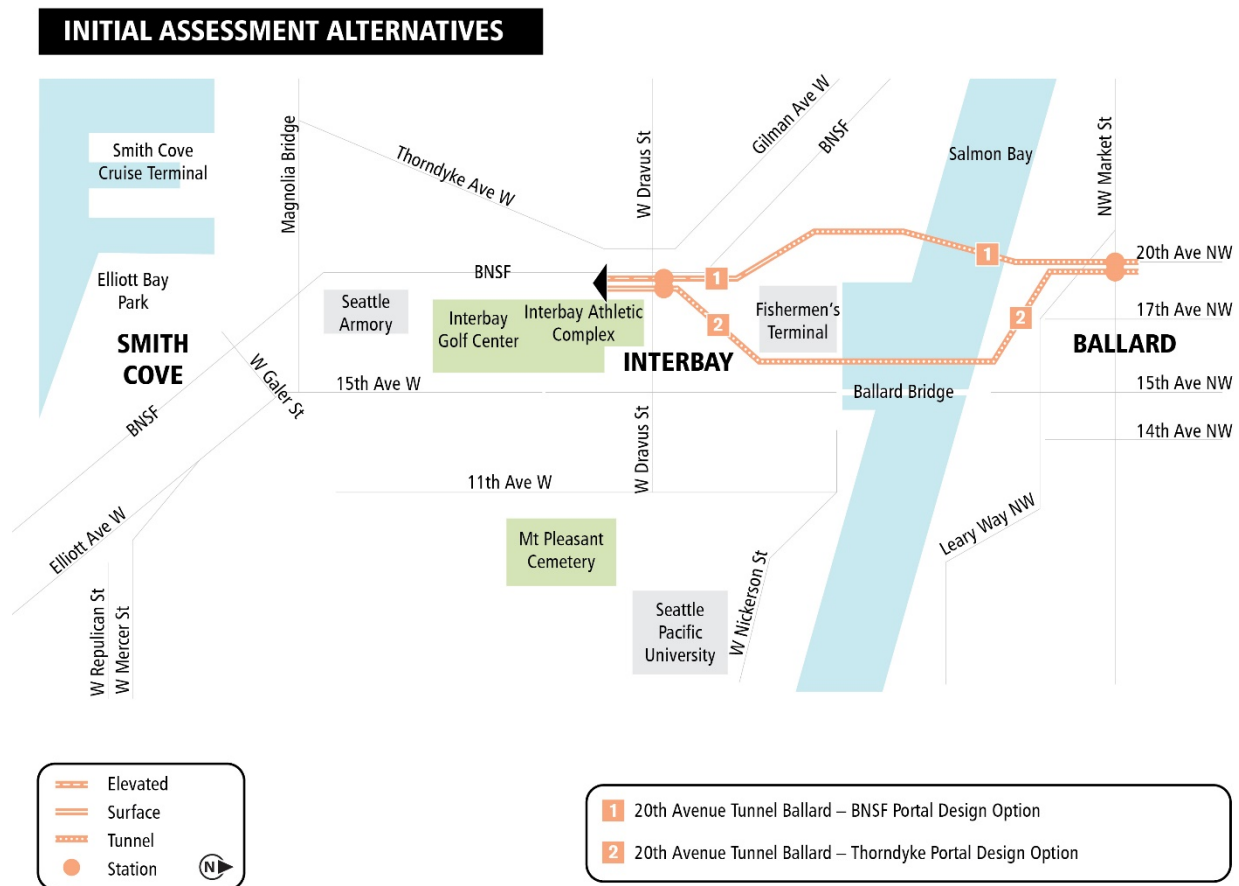 INITIAL ASSESSMENT ALTERNATIVES
Smith Cove
Cruise Terminal
Elliott Bay
Park
SMITH
COVE
Magnolia Bridge
Thorndyke Ave W
W Dravus St
Gilman Ave W
BNSF
Salmon Bay
NW Market St
BNSF
1
1
20th Ave NW
Seattle
Armory
Interbay
Golf Center
Interbay Athletic
Complex
2
Fishermen's
Terminal
2
17th Ave NW
INTERBAY
BALLARD
W Galer St
15th Ave W
Ballard Bridge
15th Ave NW
BNSF
14th Ave NW
W Dravus St
11th Ave W
Elliott Ave W
Mt Pleasant
Cemetery
Leary Way NW
W Nickerson St
Seattle
Pacific
University
W Repulican St
W Mercer St
Elevated
Surface
Tunnel
Station
N
1 20th Avenue Tunnel Ballard – BNSF Portal Design Option
2 20th Avenue Tunnel Ballard – Thorndyke Portal Design Option